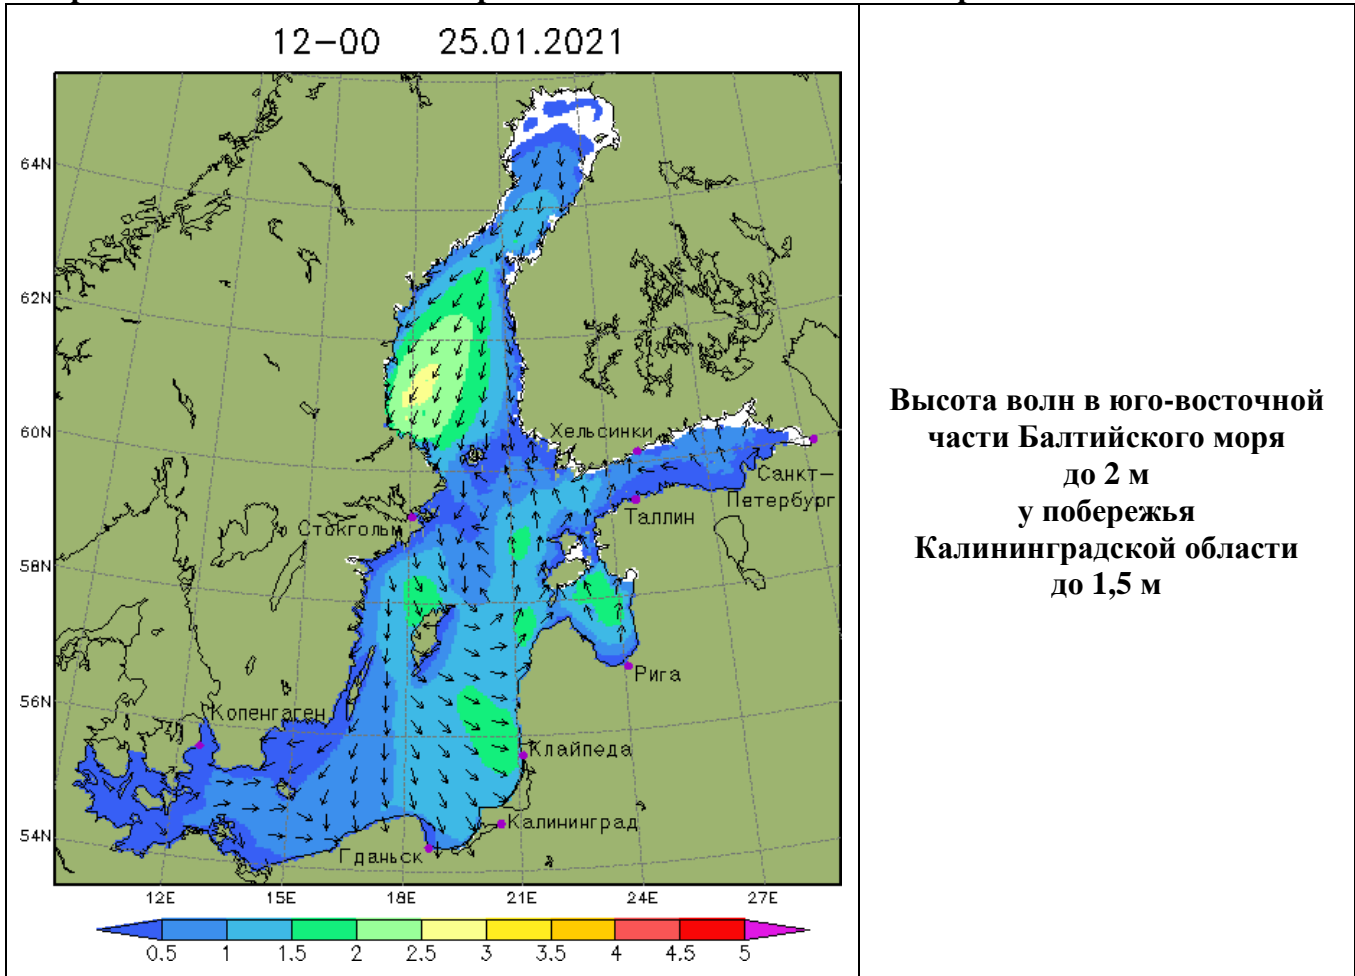 12-00 25.01.2021
64N
62N
60N
58N
56N
54N
Хельсинки
Санкт-
Петербург
Таллин
Стокгольм
Рига
Копенгаген
Клайпеда
Калининград
Гданьск
12E 15E 18E 21E 24E 27E
0.5 1 1.5 2 2.5 3 3.5 4 4.5 5
Высота волн в юго-восточной
части Балтийского моря
до 2 м
у побережья
Калининградской области
до 1,5 м